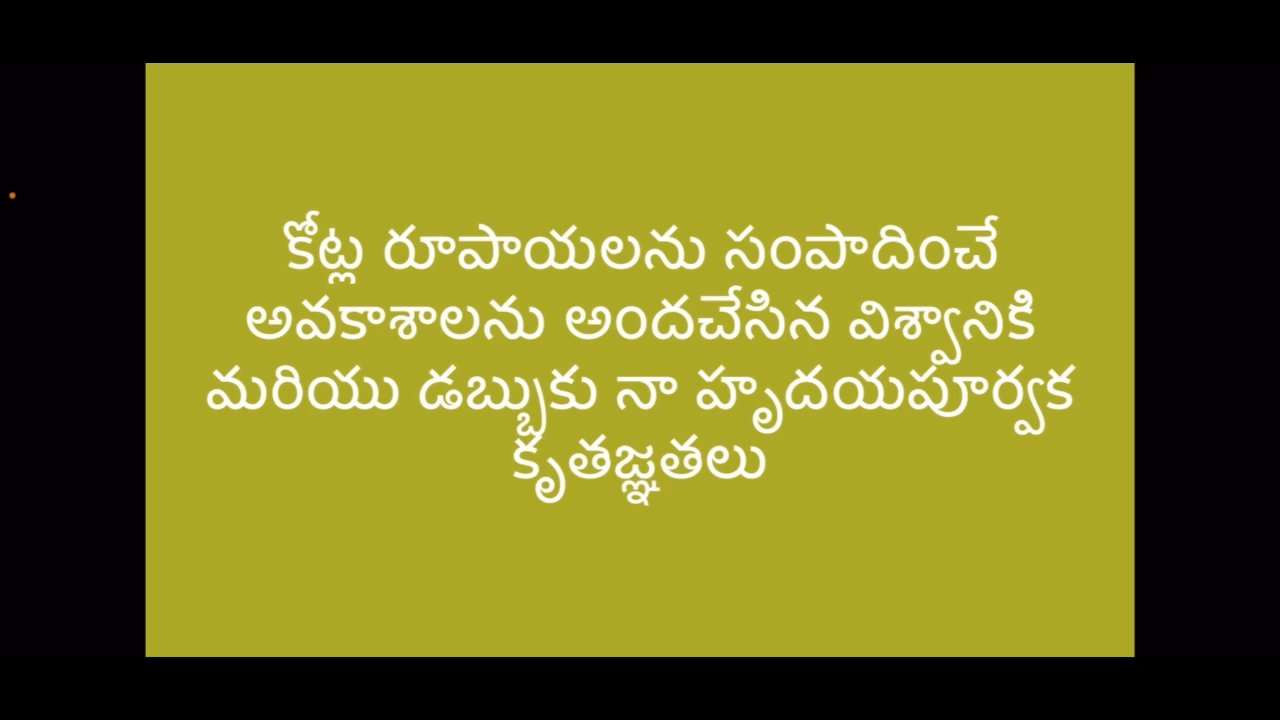 కోట్ల రూపాయలను సంపాదించే
అవకాశాలను అందచేసిన విశ్వానికి
మరియు డబ్బుకు నా హృదయపూర్వక
కృతజ్ఞతలు